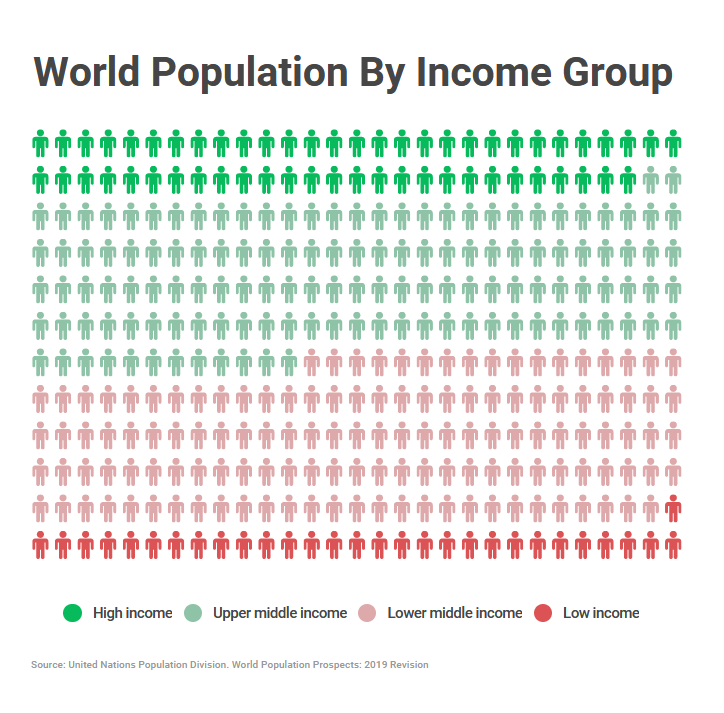 World Population By Income Group
High income Upper middle income Lower middle income Low income
Source: United Nations Population Division. World Population Prospects: 2019 Revision